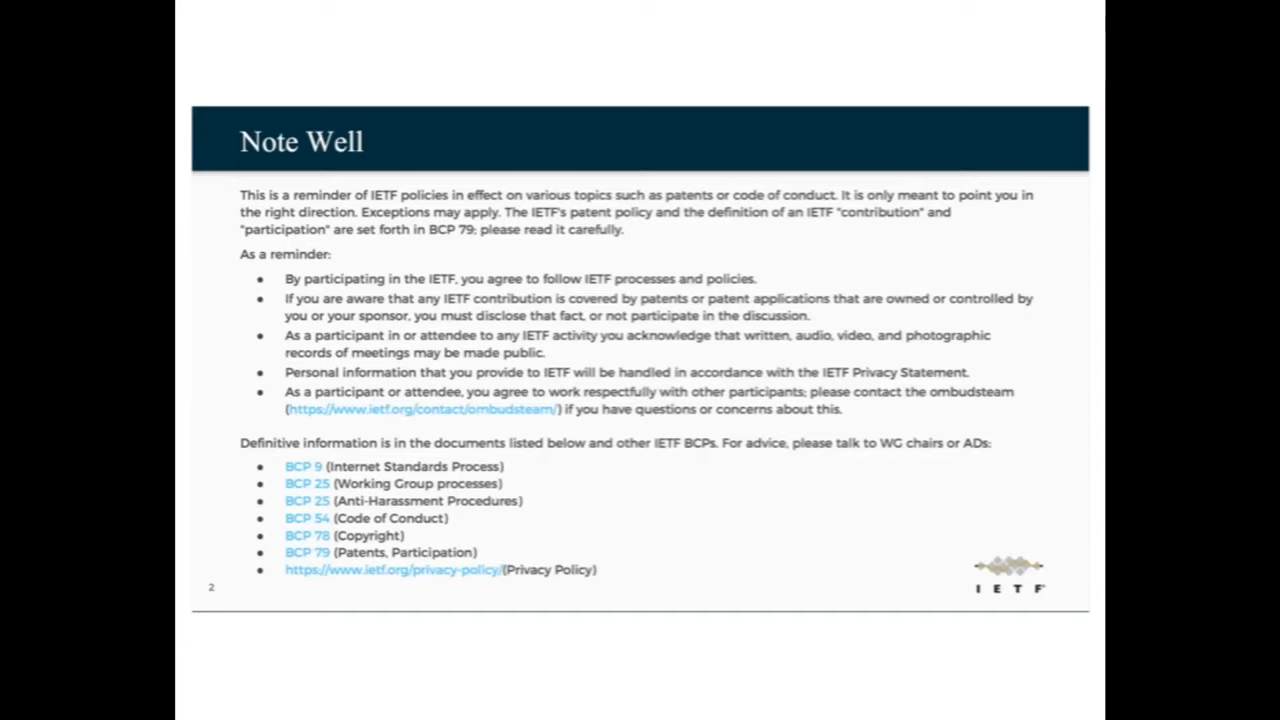 Note Well
This is a reminder of IETF policies in effect on various topics such as patents or code of conduct. It is only meant to point you in
the right direction. Exceptions may apply. The IETF's patent policy and the definition of an IETF "contribution" and
"participation" are set forth in BCP 79; please read it carefully.
As a reminder:
• By participating in the IETF, you agree to follow IETF processes and policies.
• If you are aware that any IETF contribution is covered by patents or patent applications that are owned or controlled by
you or your sponsor, you must disclose that fact, or not participate in the discussion.
• As a participant in or attendee to any IETF activity you acknowledge that written, audio, video, and photographic
records of meetings may be made public.
• Personal information that you provide to IETF will be handled in accordance with the IETF Privacy Statement.
• As a participant or attendee, you agree to work respectfully with other participants; please contact the ombudsteam
(https://www.ietf.org/contact/ombudsteam/) if you have questions or concerns about this.
Definitive information is in the documents listed below and other IETF BCPs. For advice, please talk to WG chairs or ADs:
• BCP 9 (Internet Standards Process)
• BCP 25 (Working Group processes)
• BCP 25 (Anti-Harassment Procedures)
• BCP 54 (Code of Conduct)
• BCP 78 (Copyright)
• BCP 79 (Patents, Participation)
• https://www.ietf.org/privacy-policy/(Privacy Policy)
2
I E T F